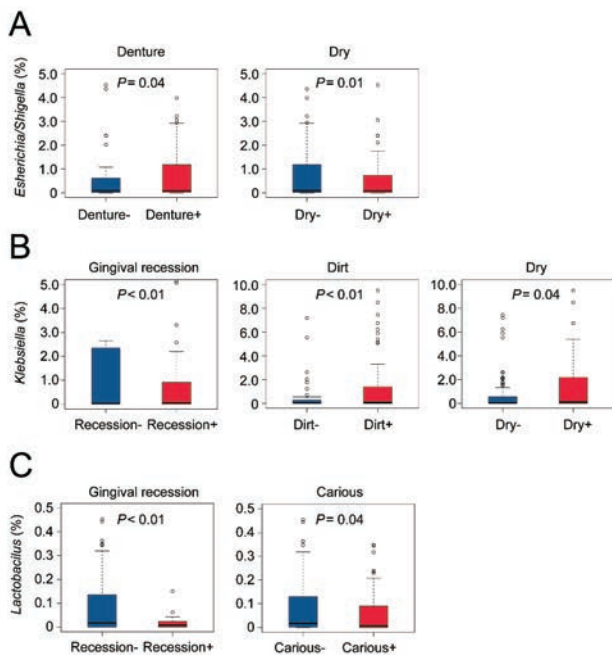 A
Denture
Dry
P= 0.04
P= 0.01
Esherichia/Shigella (%)
5.0
4.0
3.0
2.0
1.0
0
5.0
4.0
3.0
2.0
1.0
0
Denture- Denture+
Dry- Dry+
B
Gingival recession
Dirt
Dry
P< 0.01
P< 0.01
P= 0.04
Klebsiella (%)
5.0
4.0
3.0
2.0
1.0
0
10.0
8.0
6.0
4.0
2.0
0
10.0
8.0
6.0
4.0
2.0
0
Recession- Recession+
Dirt- Dirt+
Dry- Dry+
C
Gingival recession
Carious
P< 0.01
P= 0.04
Lactobacilus (%)
0.5
0.4
0.3
0.2
0.1
0
0.5
0.4
0.3
0.2
0.1
0
Recession- Recession+
Carious- Carious+